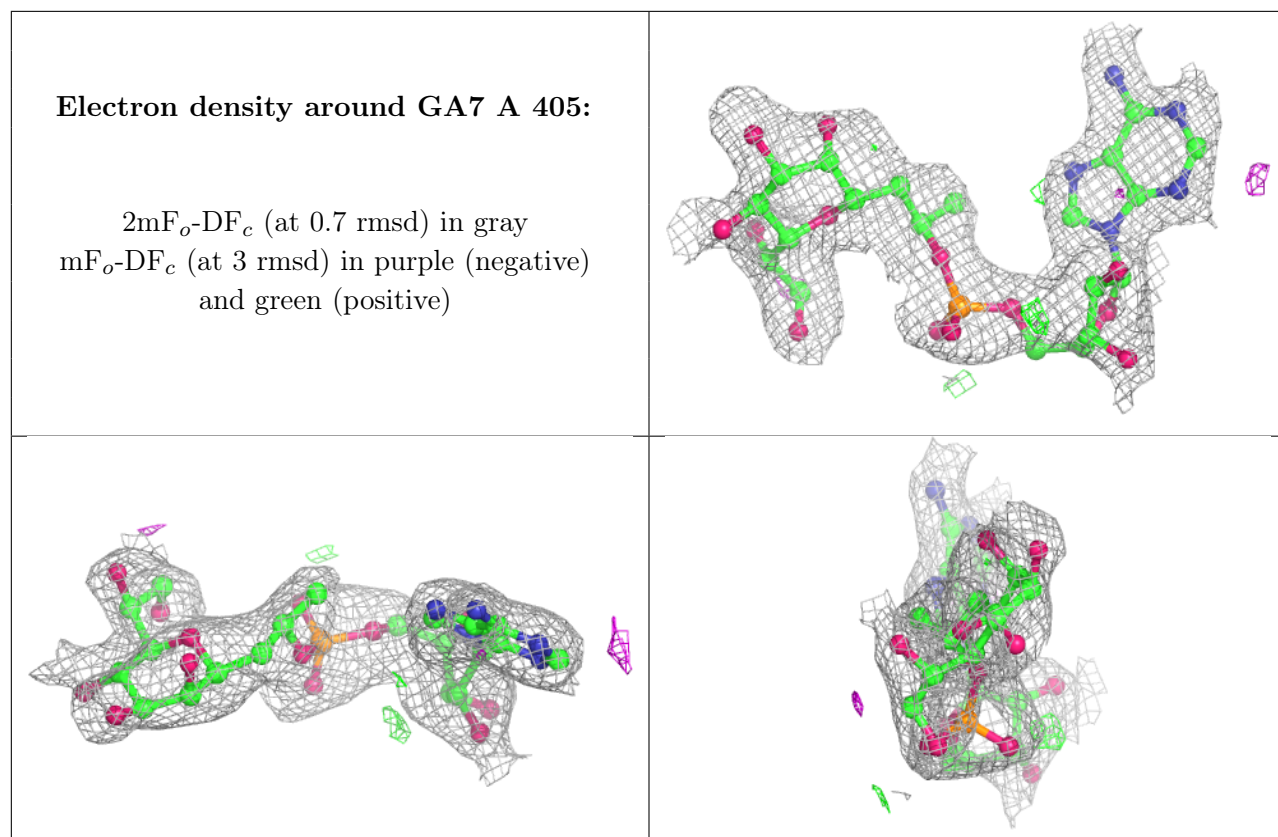 Electron density around GA7 A 405:
2mFo-DFc (at 0.7 rmsd) in gray
mFo-DFc (at 3 rmsd) in purple (negative)
and green (positive)